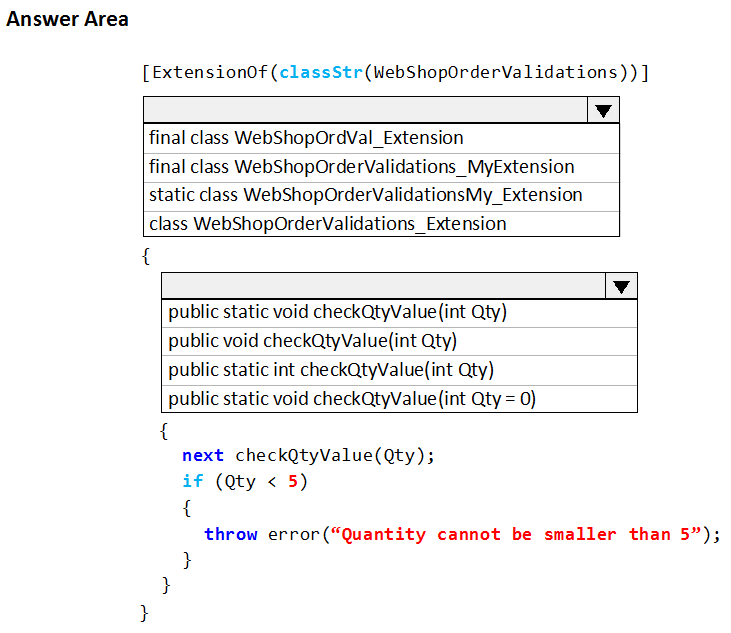 Answer Area
[ExtensionOf(classStr(WebShopOrderValidations))]
final class WebShopOrdVal_Extension
final class WebShopOrderValidations_MyExtension
static class WebShopOrderValidationsMy_Extension
class WebShopOrderValidations_Extension
{
public static void checkQtyValue(int Qty)
public void checkQtyValue(int Qty)
public static int checkQtyValue(int Qty)
public static void checkQtyValue(int Qty = 0)
{
next checkQtyValue(Qty);
if (Qty < 5)
{
throw error(“Quantity cannot be smaller than 5”);
}
}
}